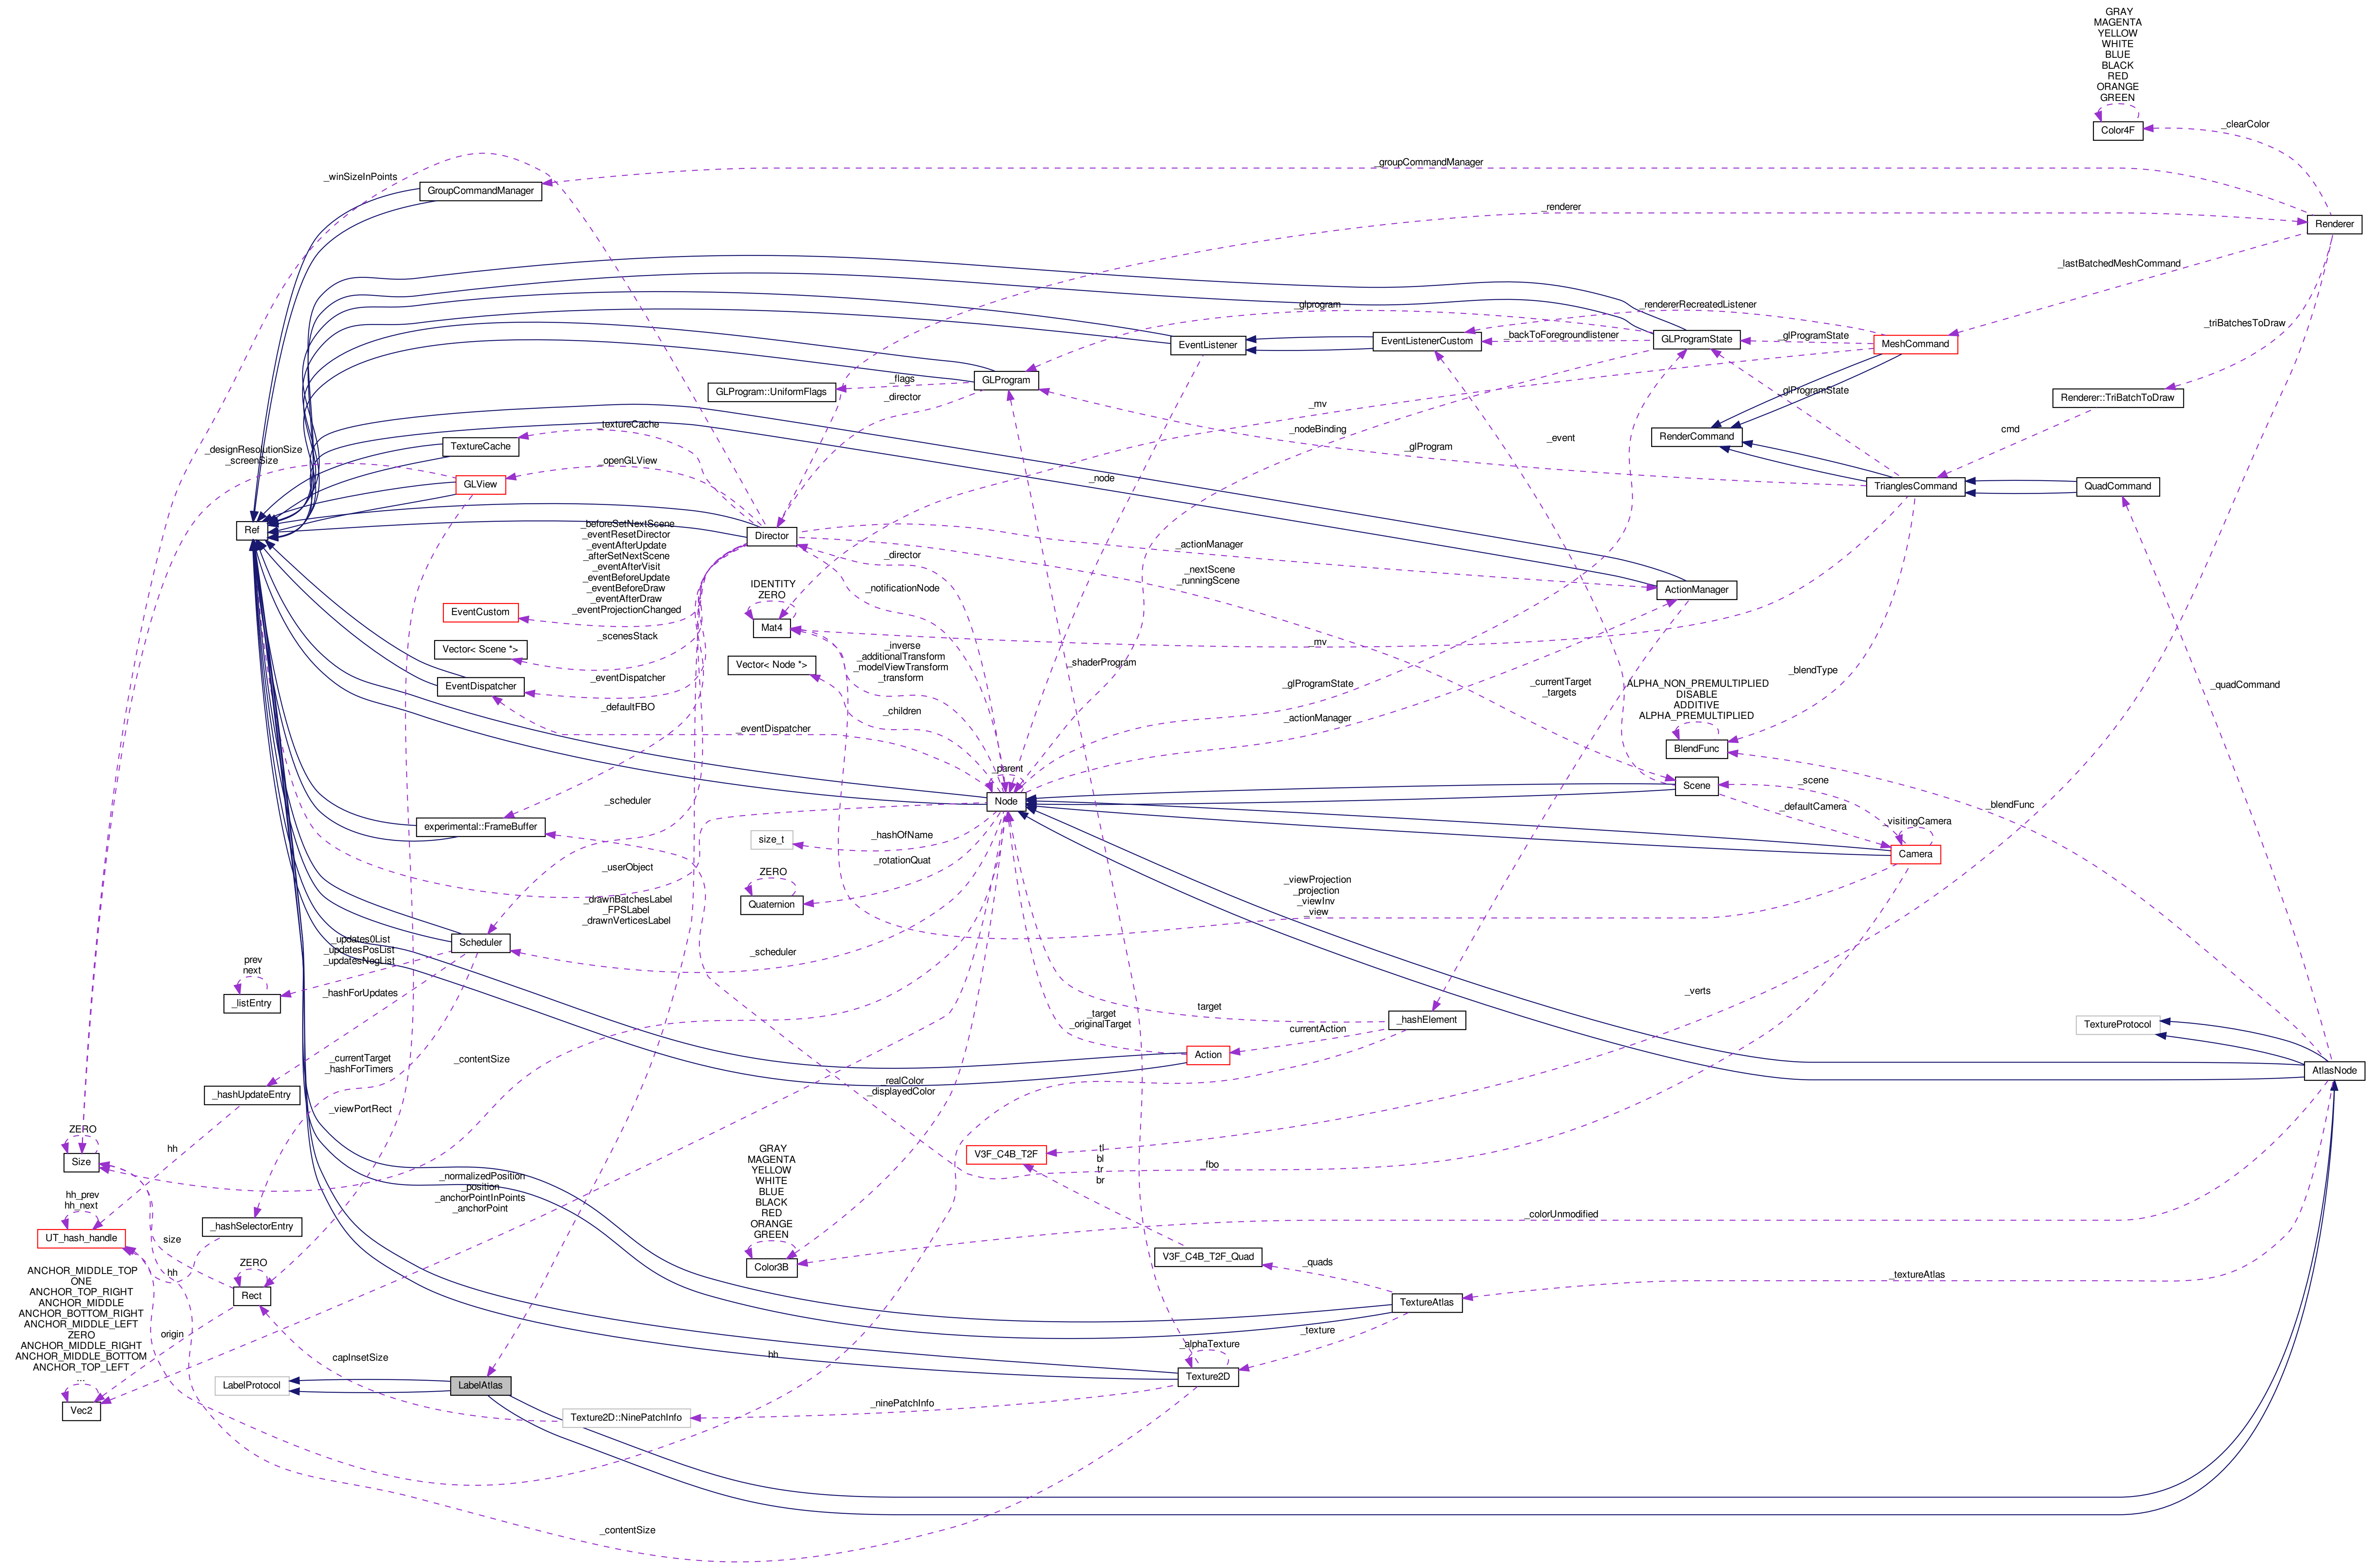 GRAY
MAGENTA
YELLOW
WHITE
BLUE
BLACK
RED
ORANGE
GREEN
_clearColor
Color4F
_groupCommandManager
_winSizeInPoints
GroupCommandManager
_renderer
Renderer
_lastBatchedMeshCommand
_glprogram
_rendererRecreatedListener
_triBatchesToDraw
_backToForegroundlistener
_glProgramState
EventListener
EventListenerCustom
GLProgramState
MeshCommand
GLProgram
_flags
GLProgram::UniformFlags
_director
_glProgramState
Renderer::TriBatchToDraw
_mv
_textureCache
_nodeBinding
_event
cmd
RenderCommand
TextureCache
_glProgram
_designResolutionSize
_screenSize
_openGLView
GLView
_node
TrianglesCommand
QuadCommand
Ref
_beforeSetNextScene
_eventResetDirector
_eventAfterUpdate
_afterSetNextScene
_eventAfterVisit
_eventBeforeUpdate
_eventBeforeDraw
_eventAfterDraw
_eventProjectionChanged
Director
_actionManager
_director
_nextScene
_runningScene
IDENTITY
ZERO
_notificationNode
ActionManager
EventCustom
Mat4
_scenesStack
Vector< Scene *>
_inverse
_additionalTransform
_modelViewTransform
_transform
_mv
Vector< Node *>
_shaderProgram
_blendType
_eventDispatcher
EventDispatcher
_glProgramState
_currentTarget
_targets
ALPHA_NON_PREMULTIPLIED
DISABLE
ADDITIVE
ALPHA_PREMULTIPLIED
_quadCommand
_defaultFBO
_children
_actionManager
_eventDispatcher
BlendFunc
_parent
_scene
Scene
_scheduler
Node
_defaultCamera
_blendFunc
experimental::FrameBuffer
_hashOfName
_visitingCamera
size_t
Camera
_userObject
_rotationQuat
ZERO
_viewProjection
_projection
_viewInv
_view
Quaternion
_drawnBatchesLabel
_FPSLabel
_drawnVerticesLabel
_updates0List
_updatesPosList
_updatesNegList
Scheduler
_scheduler
prev
next
_hashForUpdates
_verts
_listEntry
target
_target
_originalTarget
_hashElement
TextureProtocol
currentAction
_currentTarget
_hashForTimers
_contentSize
Action
AtlasNode
realColor
_displayedColor
_hashUpdateEntry
_viewPortRect
ZERO
hh
tl
bl
tr
br
V3F_C4B_T2F
Size
_fbo
GRAY
MAGENTA
YELLOW
WHITE
BLUE
BLACK
RED
ORANGE
GREEN
_normalizedPosition
_position
_anchorPointInPoints
_anchorPoint
hh_prev
hh_next
_colorUnmodified
_hashSelectorEntry
UT_hash_handle
size
V3F_C4B_T2F_Quad
_quads
ZERO
Color3B
hh
_textureAtlas
ANCHOR_MIDDLE_TOP
ONE
ANCHOR_TOP_RIGHT
ANCHOR_MIDDLE
ANCHOR_BOTTOM_RIGHT
ANCHOR_MIDDLE_LEFT
ZERO
ANCHOR_MIDDLE_RIGHT
ANCHOR_MIDDLE_BOTTOM
ANCHOR_TOP_LEFT
...
Rect
TextureAtlas
origin
_texture
_alphaTexture
capInsetSize
hh
Texture2D
LabelProtocol
LabelAtlas
Vec2
_ninePatchInfo
Texture2D::NinePatchInfo
_contentSize